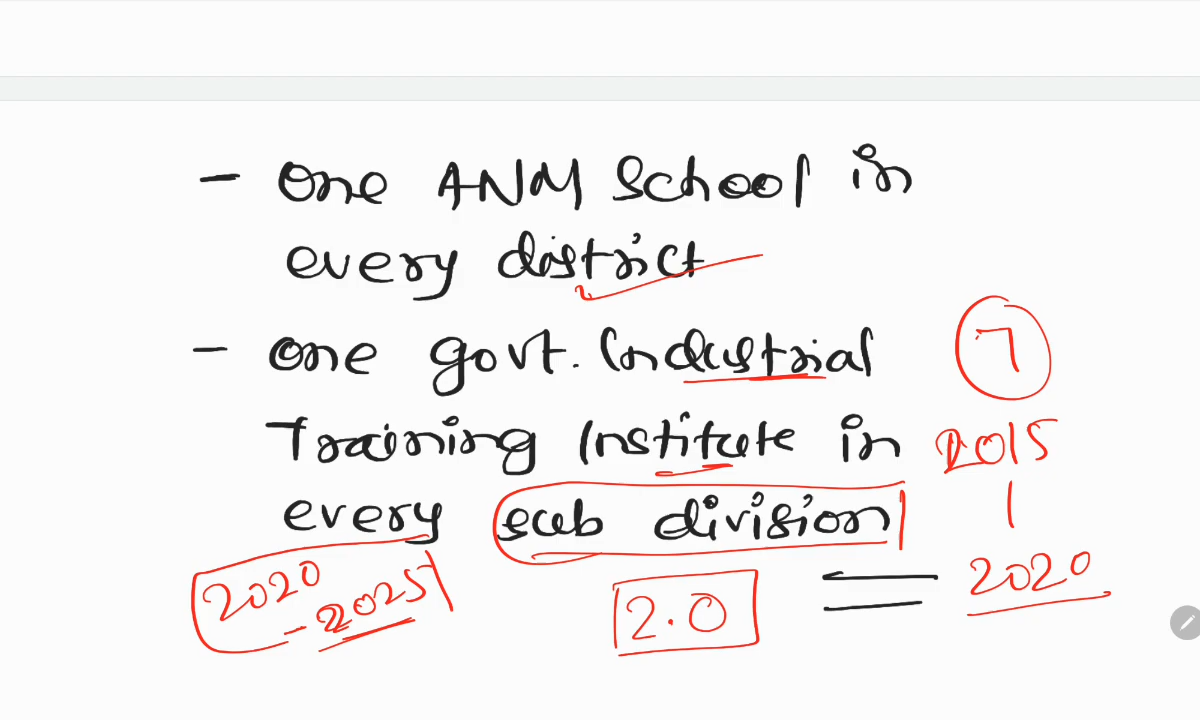 - One ANM School in
every district
- One govt. Industrial
7
Training Institute in
2015
every sub division
2020
- 2025
2.0
2020